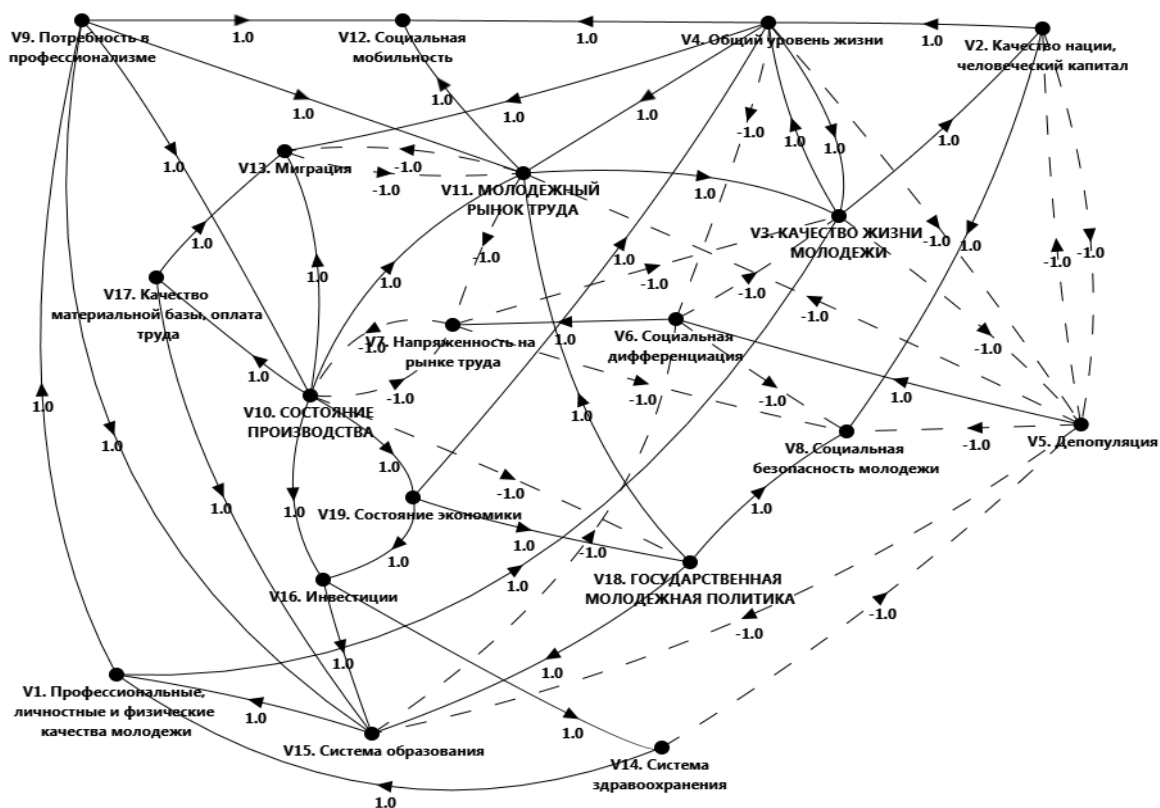 V9. Потребность в
профессионализме
1.0
V12. Социальная
мобильность
1.0
V4. Общий уровень жизни
1.0
V2. Качество нации,
человеческий капитал
1.0
1.0
1.0
1.0
-1.0
1.0
1.0
1.0
1.0
V13. Миграция
-1.0
-1.0
V11. МОЛОДЕЖНЫЙ
РЫНОК ТРУДА
1.0
V3. КАЧЕСТВО ЖИЗНИ
МОЛОДЕЖИ
-1.0
1.0
-1.0
-1.0
1.0
-1.0
1.0
1.0
1.0
-1.0
-1.0
-1.0
V17. Качество
материальной базы, оплата
труда
V7. Напряженность на
рынке труда
-1.0
1.0
V6. Социальная
дифференциация
-1.0
1.0
-1.0
-1.0
-1.0
1.0
1.0
V10. СОСТОЯНИЕ
ПРОИЗВОДСТВА
V8. Социальная
безопасность молодежи
-1.0
V5. Депопуляция
1.0
1.0
-1.0
1.0
V19. Состояние экономики
1.0
1.0
1.0
1.0
-1.0
V18. ГОСУДАРСТВЕННАЯ
МОЛОДЕЖНАЯ ПОЛИТИКА
V16. Инвестиции
1.0
-1.0
-1.0
1.0
1.0
V1. Профессиональные,
личностные и физические
качества молодежи
1.0
V15. Система образования
1.0
V14. Система
здравоохранения
1.0